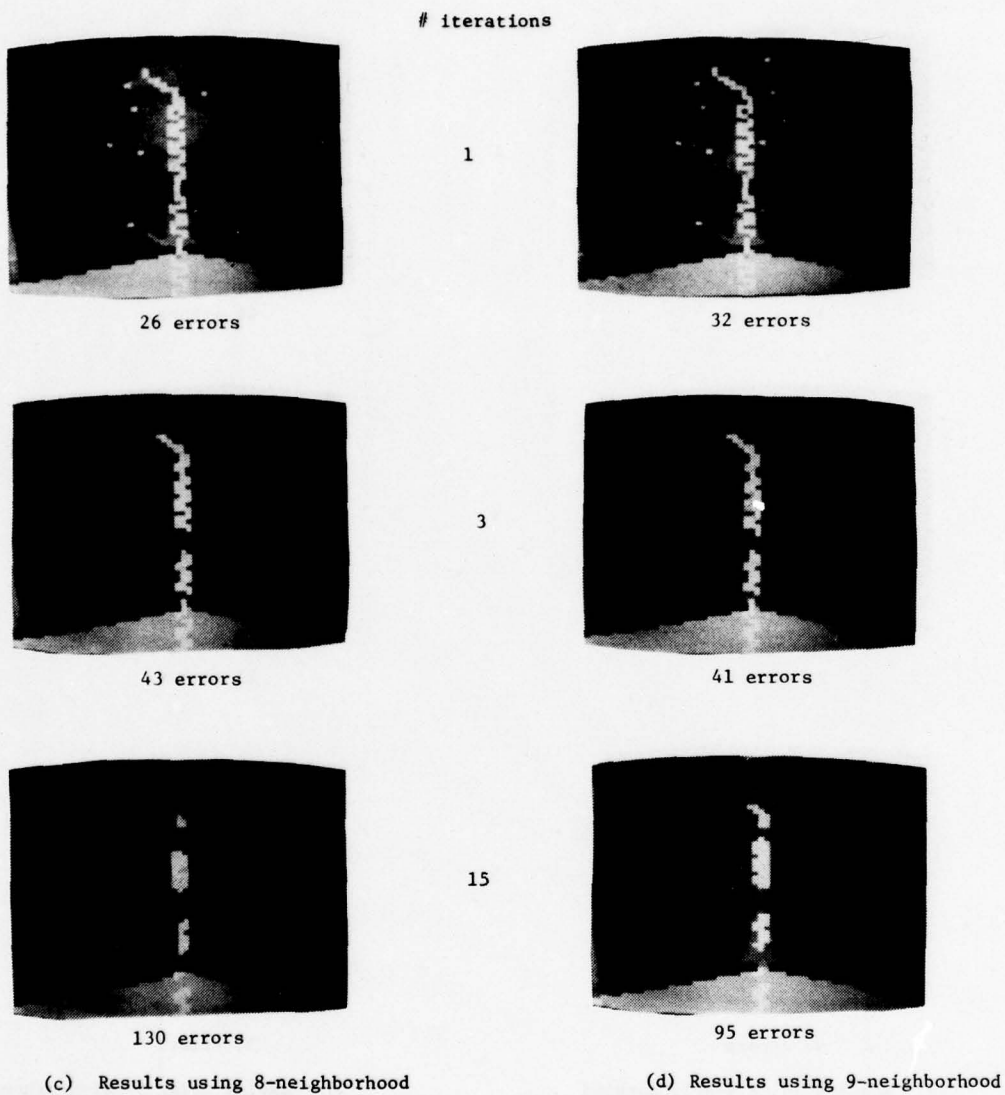 # iterations
1
26 errors
32 errors
3
43 errors
41 errors
15
130 errors
95 errors
(c) Results using 8-neighborhood
(d) Results using 9-neighborhood